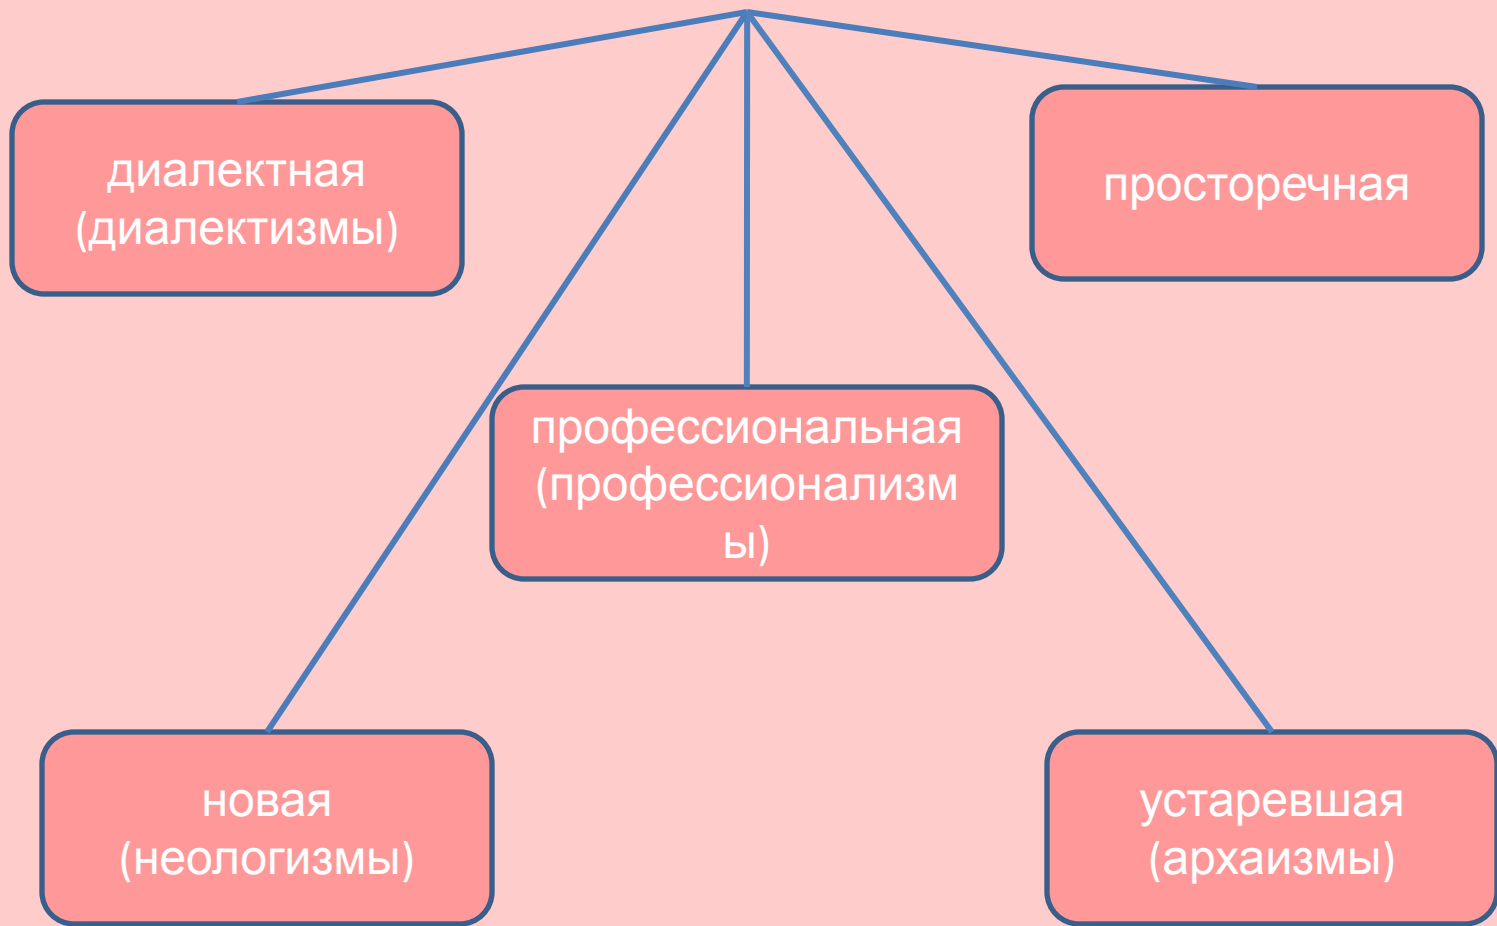 диалектная
(диалектизмы)
просторечная
профессиональная
(профессионализм
ы)
новая
(неологизмы)
устаревшая
(архаизмы)